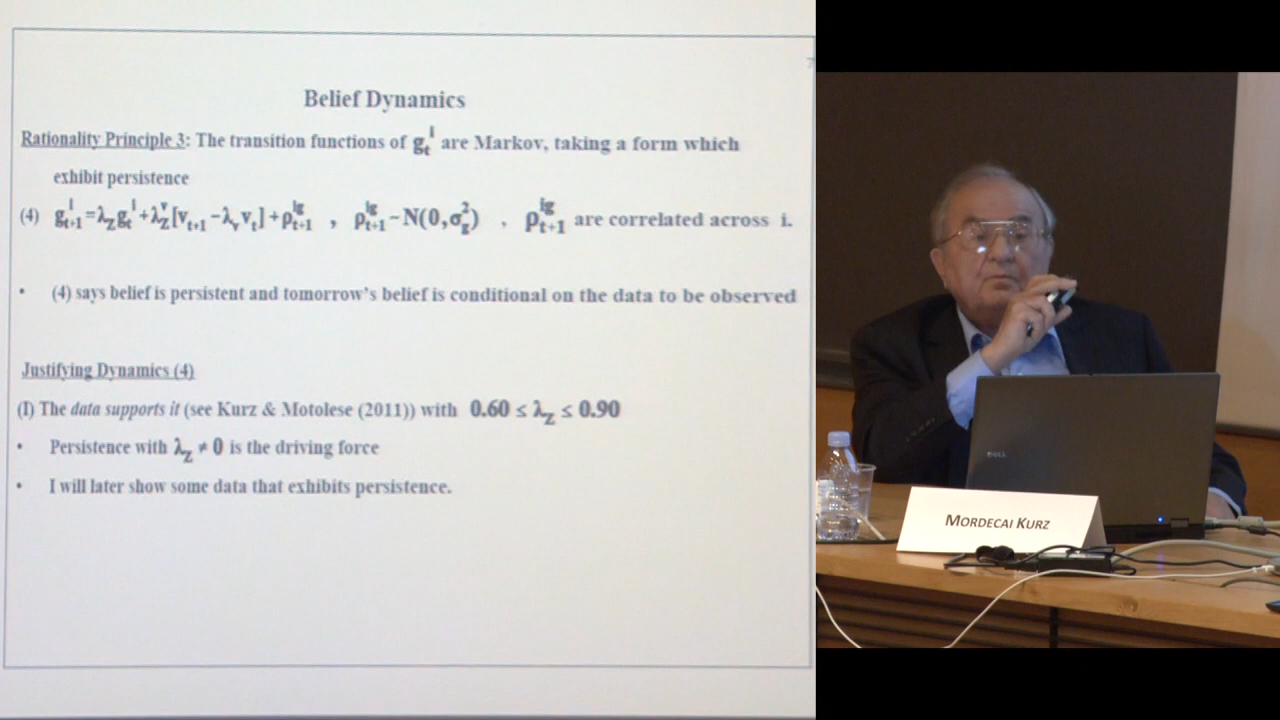 7
Belief Dynamics
Rationality Principle 3: The transition functions of g_t^i are Markov, taking a form which
exhibit persistence
(4) g_{t+1}^i = λ_Z g_t^i + λ_Z^v [v_{t+1} − λ_v v_t] + ρ_{t+1}^{ig} , ρ_{t+1}^{ig} ~ N(0, σ_g^2) , ρ_{t+1}^{ig} are correlated across i.
• (4) says belief is persistent and tomorrow's belief is conditional on the data to be observed
Justifying Dynamics (4)
(I) The data supports it (see Kurz & Motolese (2011)) with 0.60 ≤ λ_Z ≤ 0.90
• Persistence with λ_Z ≠ 0 is the driving force
• I will later show some data that exhibits persistence.
DELL
MORDECAI KURZ